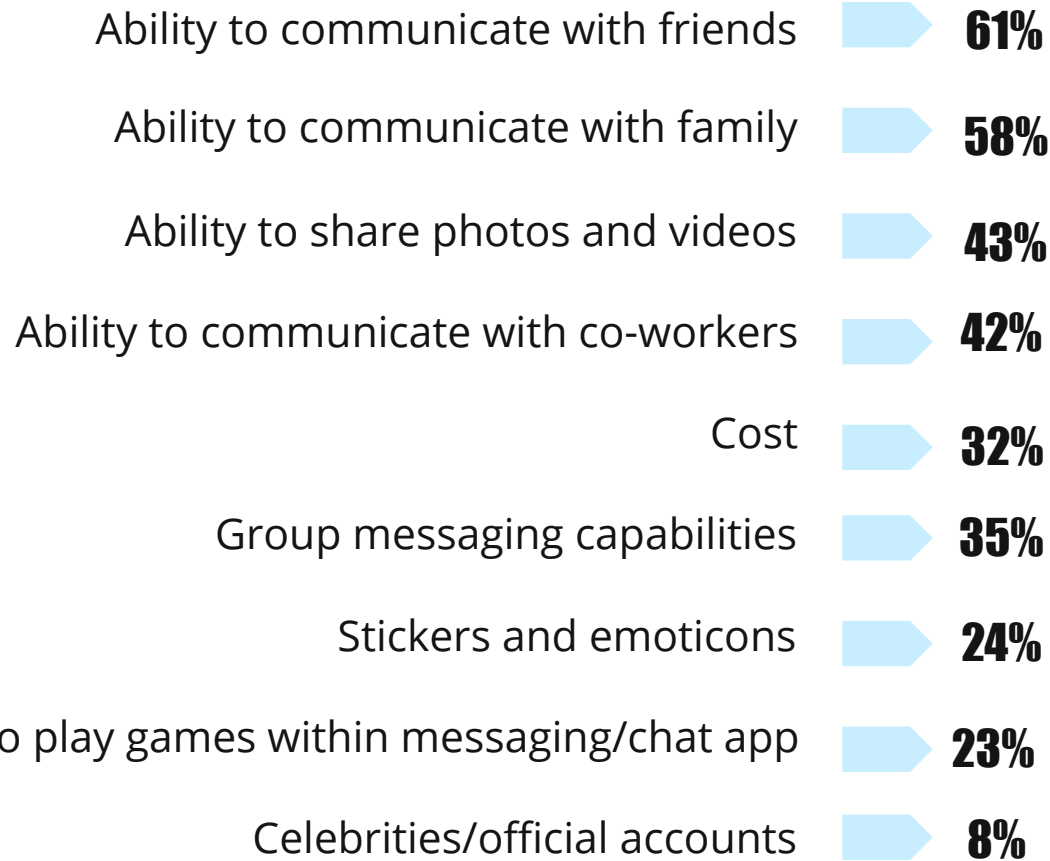 Ability to communicate with friends 61%
Ability to communicate with family 58%
Ability to share photos and videos 43%
Ability to communicate with co-workers 42%
Cost 32%
Group messaging capabilities 35%
Stickers and emoticons 24%
o play games within messaging/chat app 23%
Celebrities/official accounts 8%